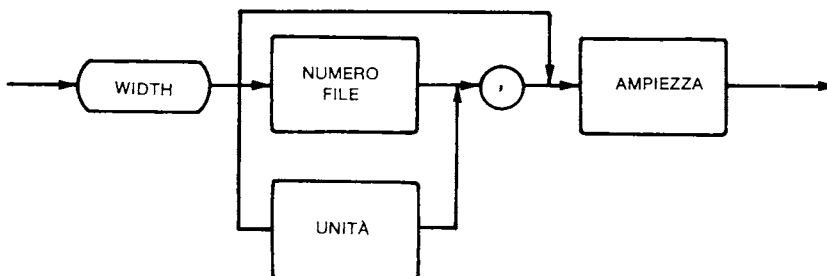 WIDTH
NUMERO
FILE
,
AMPIEZZA
UNITÀ